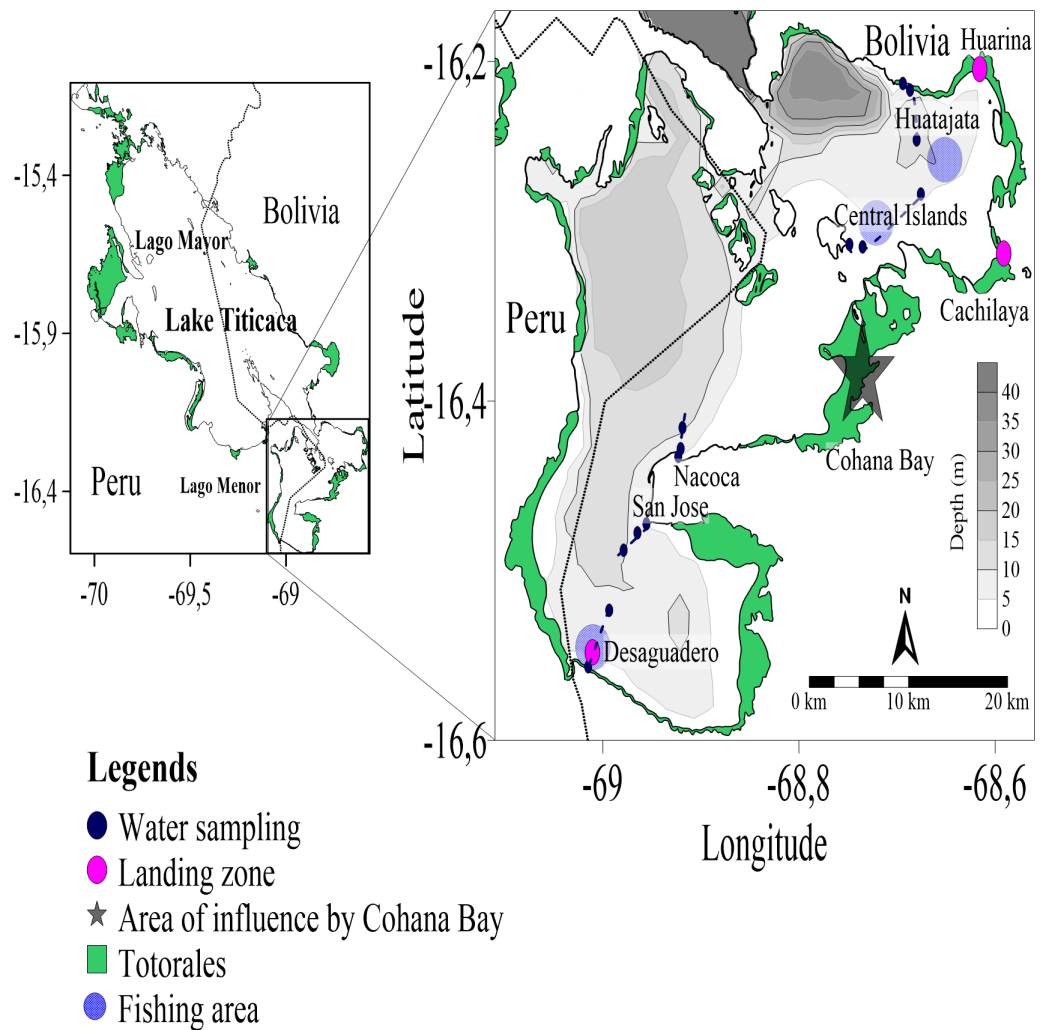 -15,4
-15,9
-16,4
Bolivia
Lago Mayor
Lake Titicaca
Peru
Lago Menor
-70
-69,5
-69
-16,2
-16,4
-16,6
Latitude
Bolivia
Huarina
Huatajata
Central Islands
Cachilaya
Peru
Cohana Bay
Nacoca
San Jose
Desaguadero
Depth (m)
40
35
30
25
20
15
10
5
0
N
0 km
10 km
20 km
-69
-68,8
-68,6
Longitude
Legends
Water sampling
Landing zone
Area of influence by Cohana Bay
Totorales
Fishing area